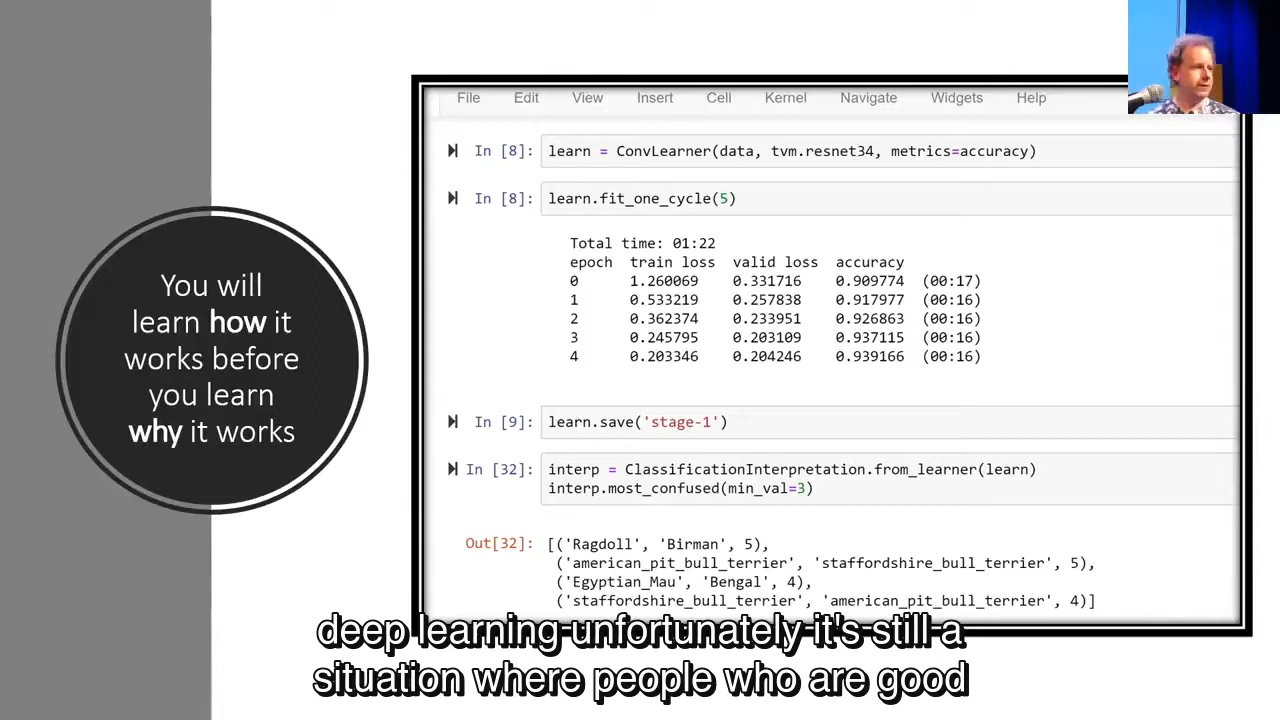 You will
learn how it
works before
you learn
why it works
File Edit View Insert Cell Kernel Navigate Widgets Help
In [8]: learn = ConvLearner(data, tvm.resnet34, metrics=accuracy)
In [8]: learn.fit_one_cycle(5)
Total time: 01:22
epoch train loss valid loss accuracy
0 1.260069 0.331716 0.909774 (00:17)
1 0.533219 0.257838 0.917977 (00:16)
2 0.362374 0.233951 0.926863 (00:16)
3 0.245795 0.203109 0.937115 (00:16)
4 0.203346 0.204246 0.939166 (00:16)
In [9]: learn.save('stage-1')
In [32]: interp = ClassificationInterpretation.from_learner(learn)
interp.most_confused(min_val=3)
Out[32]: [('Ragdoll', 'Birman', 5),
('american_pit_bull_terrier', 'staffordshire_bull_terrier', 5),
('Egyptian_Mau', 'Bengal', 4),
('staffordshire_bull_terrier', 'american_pit_bull_terrier', 4)]
deep learning unfortunately it's still a
situation where people who are good